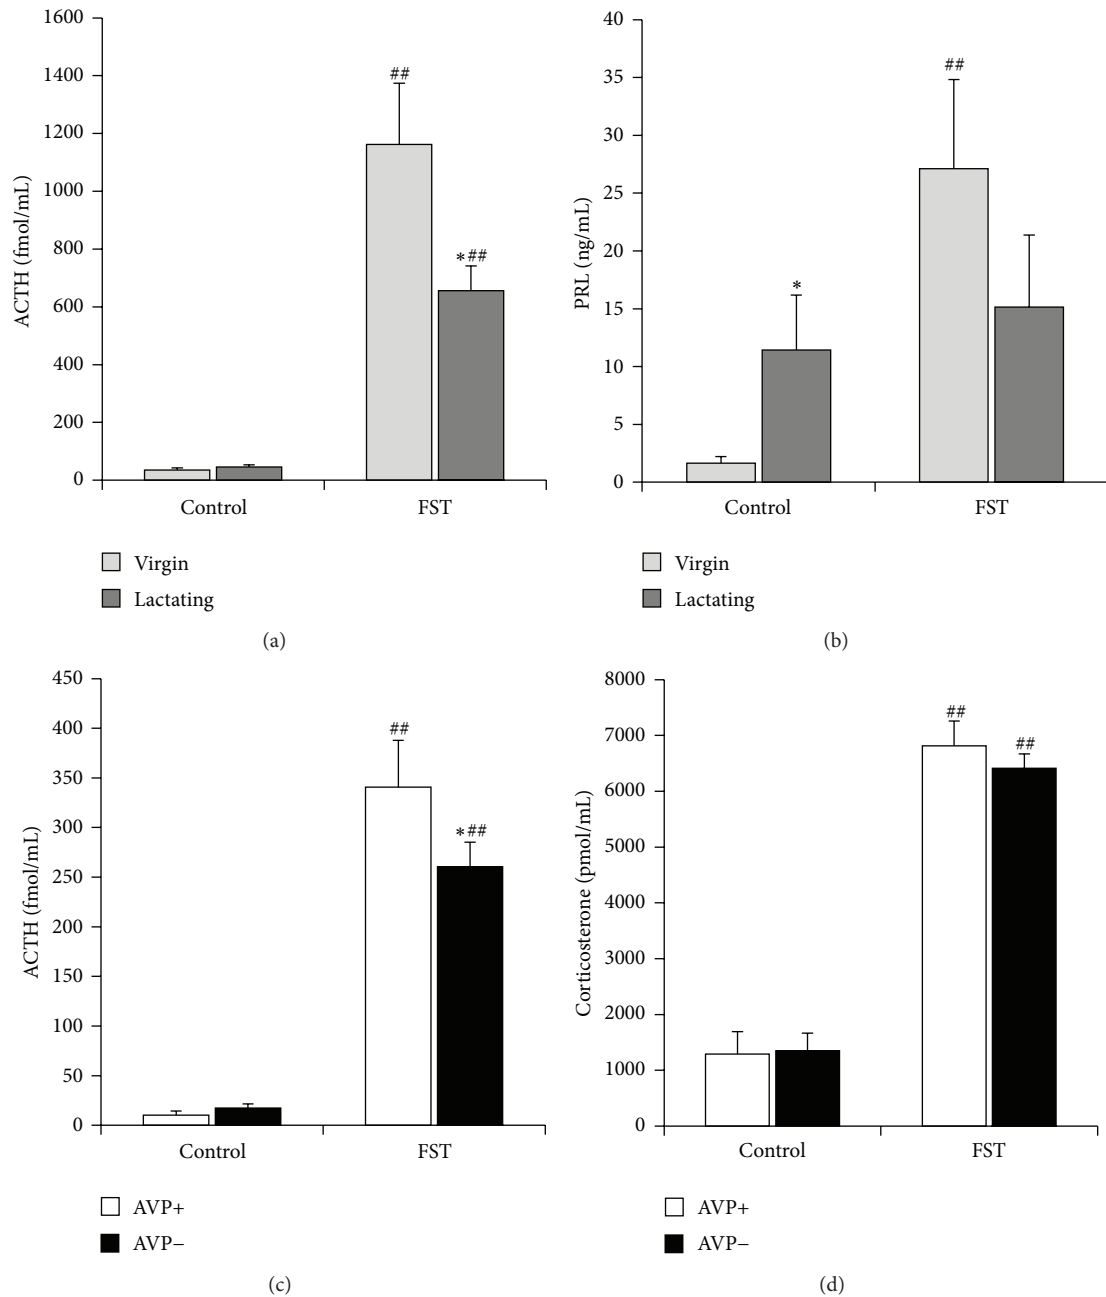 1600
1400
1200
1000
800
600
400
200
0
ACTH (fmol/mL)
##
*##
Control FST
Virgin
Lactating
(a)
40
35
30
25
20
15
10
5
0
PRL (ng/mL)
*
##
Control FST
Virgin
Lactating
(b)
450
400
350
300
250
200
150
100
50
0
ACTH (fmol/mL)
##
*##
Control FST
AVP+
AVP−
(c)
8000
7000
6000
5000
4000
3000
2000
1000
0
Corticosterone (pmol/mL)
##
##
Control FST
AVP+
AVP−
(d)